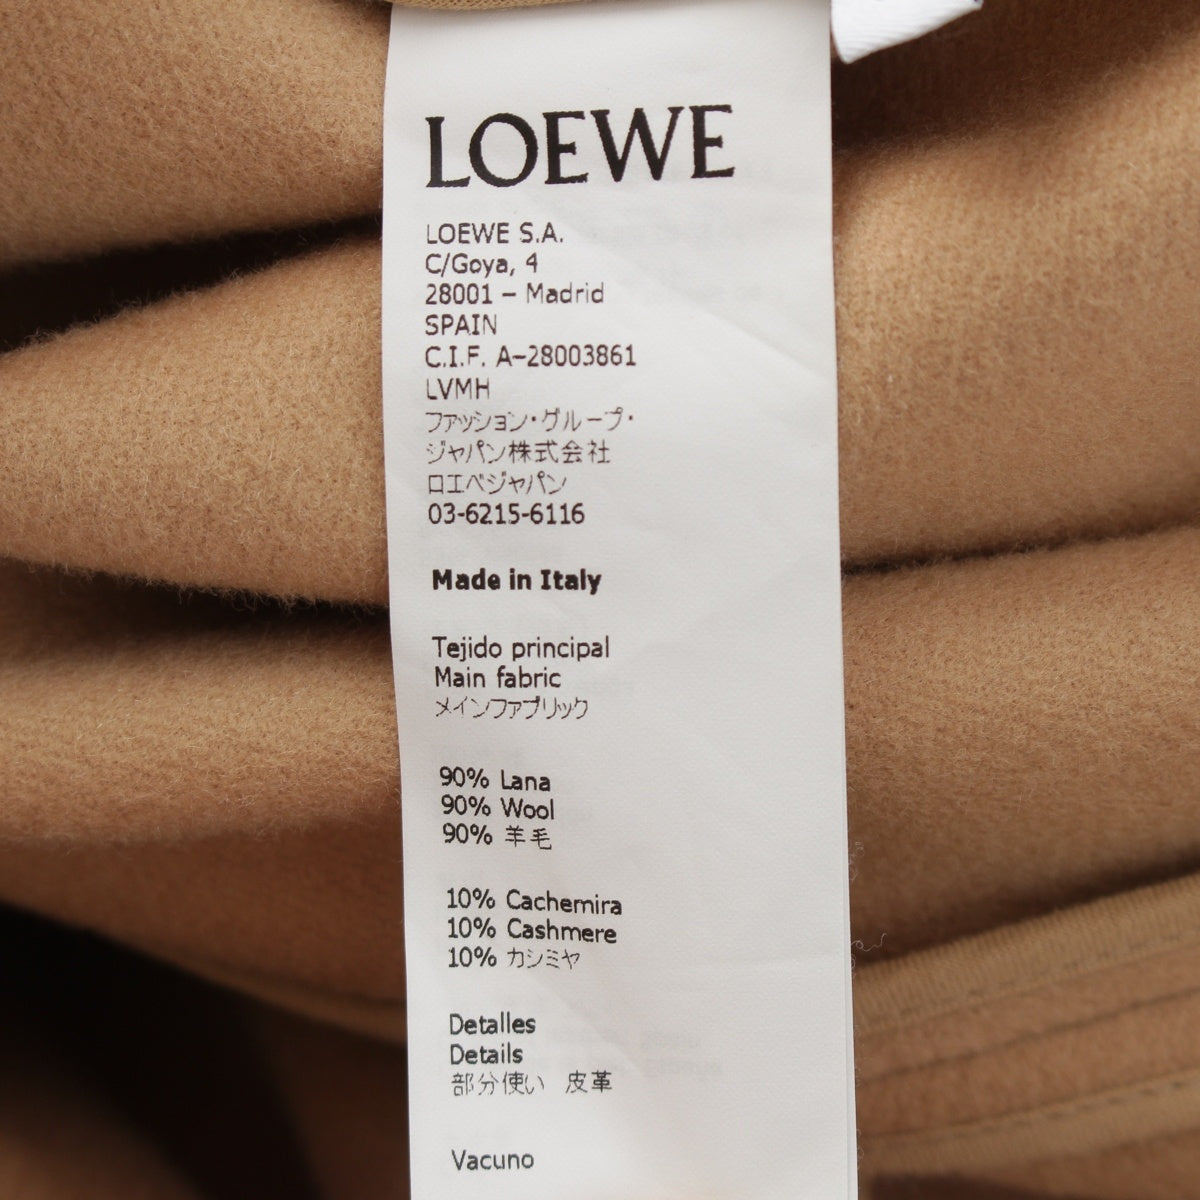 LOEWE
LOEWE S.A.
C/Goya, 4
28001 – Madrid
SPAIN
C.I.F. A–28003861
LVMH
ファッション・グループ・
ジャパン株式会社
ロエベジャパン
03-6215-6116
Made in Italy
Tejido principal
Main fabric
メインファブリック
90% Lana
90% Wool
90% 羊毛
10% Cachemira
10% Cashmere
10% カシミヤ
Detalles
Details
部分使い 皮革
Vacuno